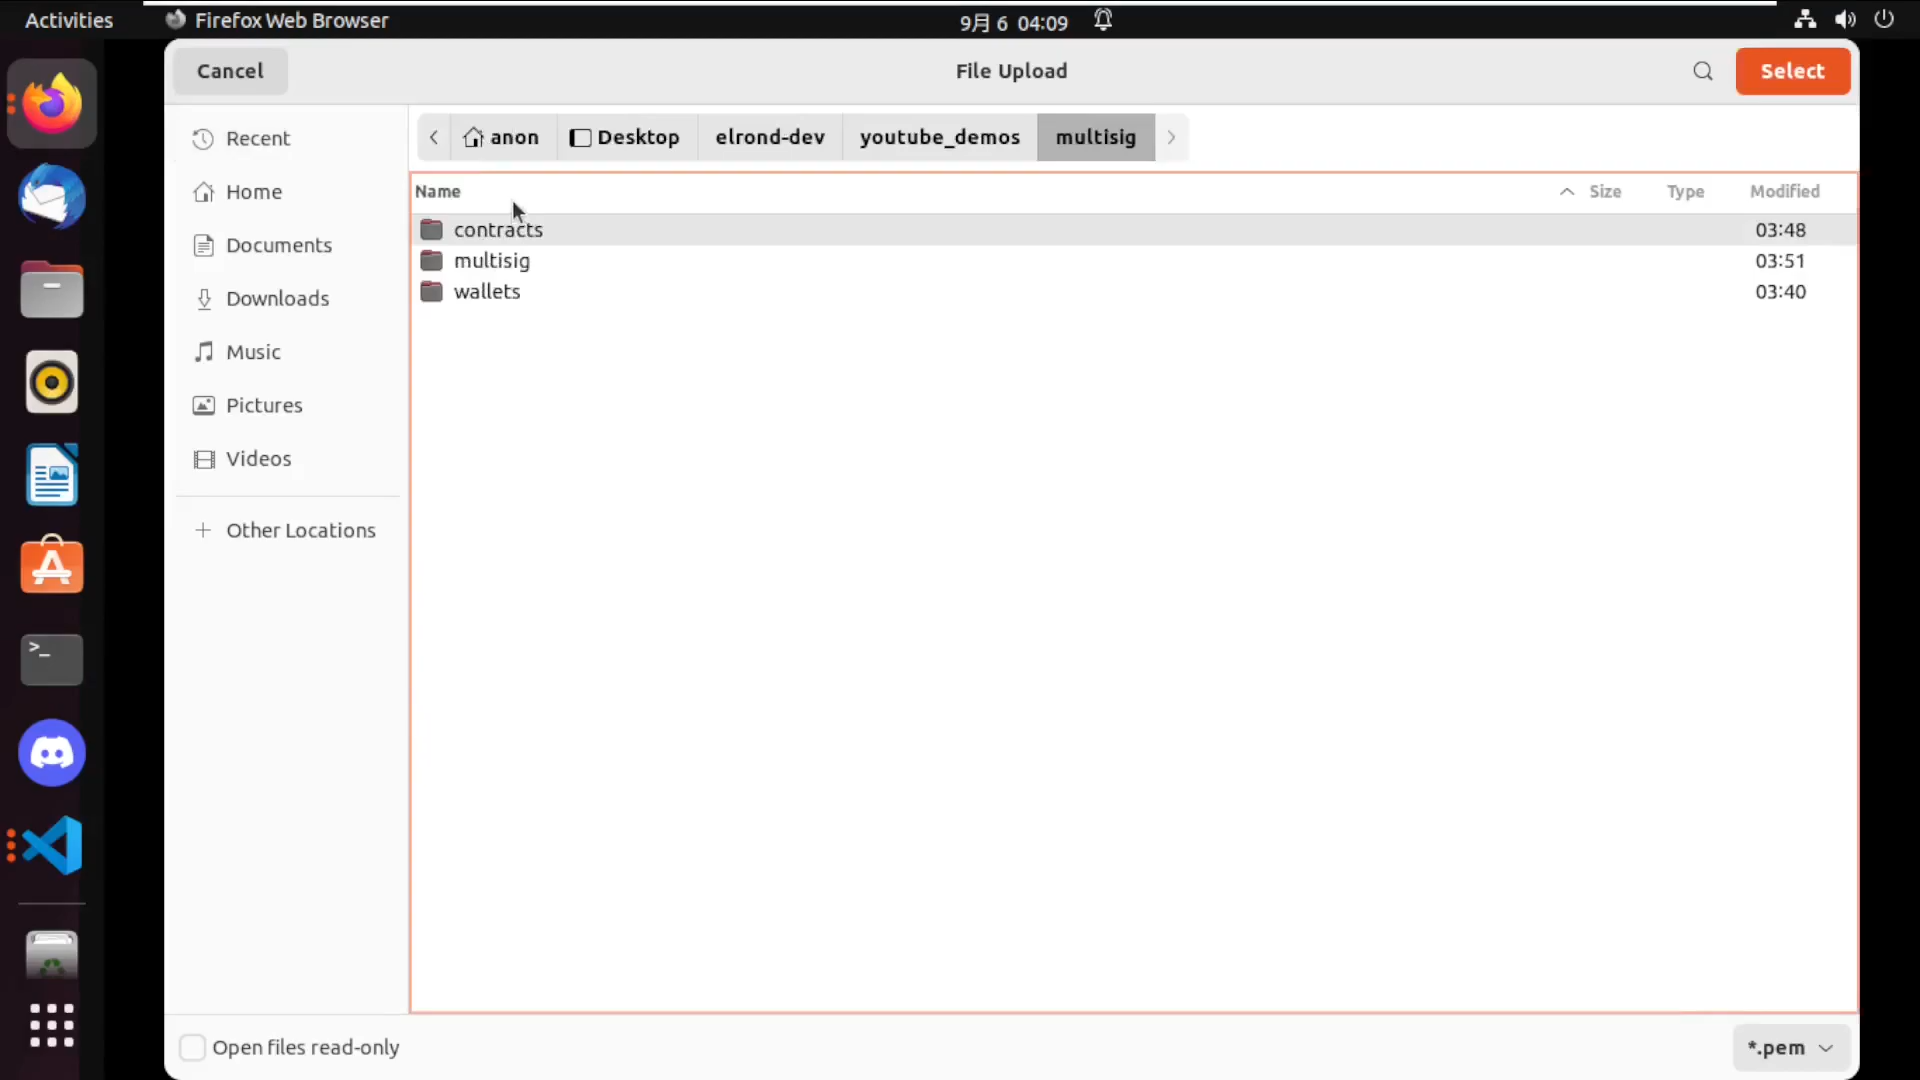 Activities Firefox Web Browser 9月 6 04:09
Cancel File Upload Select
Recent
Home
Documents
Downloads
Music
Pictures
Videos
Other Locations
anon Desktop elrond-dev youtube_demos multisig
Name Size Type Modified
contracts 03:48
multisig 03:51
wallets 03:40
Open files read-only *.pem